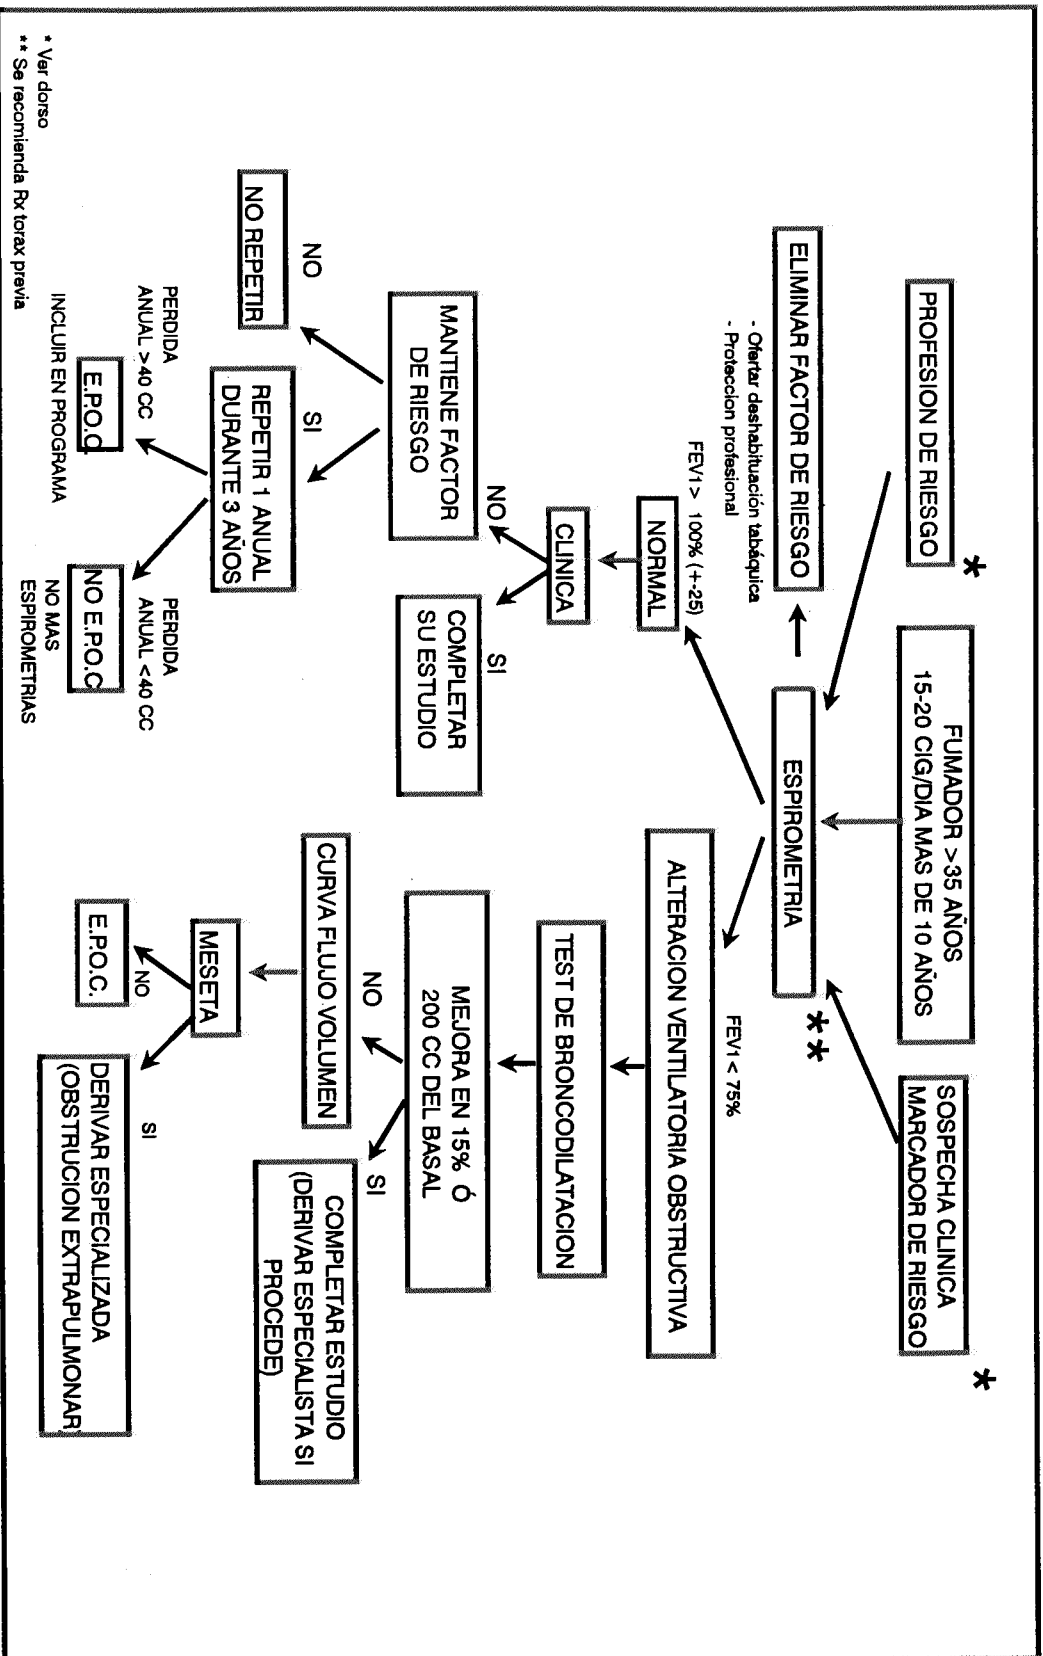 PROFESION DE RIESGO
*
FUMADOR >35 AÑOS
15-20 CIG/DIA MAS DE 10 AÑOS
SOSPECHA CLINICA
MARCADOR DE RIESGO
*
ELIMINAR FACTOR DE RIESGO
- Ofertar deshabituación tabáquica
- Proteccion profesional
ESPIROMETRIA
**
FEV1> 100% (+-25)
FEV1 < 75%
NORMAL
ALTERACION VENTILATORIA OBSTRUCTIVA
CLINICA
TEST DE BRONCODILATACION
NO
SI
MANTIENE FACTOR
DE RIESGO
COMPLETAR
SU ESTUDIO
MEJORA EN 15% Ó
200 CC DEL BASAL
NO
SI
NO
SI
NO REPETIR
REPETIR 1 ANUAL
DURANTE 3 AÑOS
CURVA FLUJO VOLUMEN
COMPLETAR ESTUDIO
(DERIVAR ESPECIALISTA SI
PROCEDE)
PERDIDA
ANUAL >40 CC
PERDIDA
ANUAL <40 CC
MESETA
NO
SI
E.P.O.C
INCLUIR EN PROGRAMA
NO E.P.O.C
NO MAS
ESPIROMETRIAS
E.P.O.C.
DERIVAR ESPECIALIZADA
(OBSTRUCION EXTRAPULMONAR)
* Ver dorso
** Se recomienda Rx torax previa